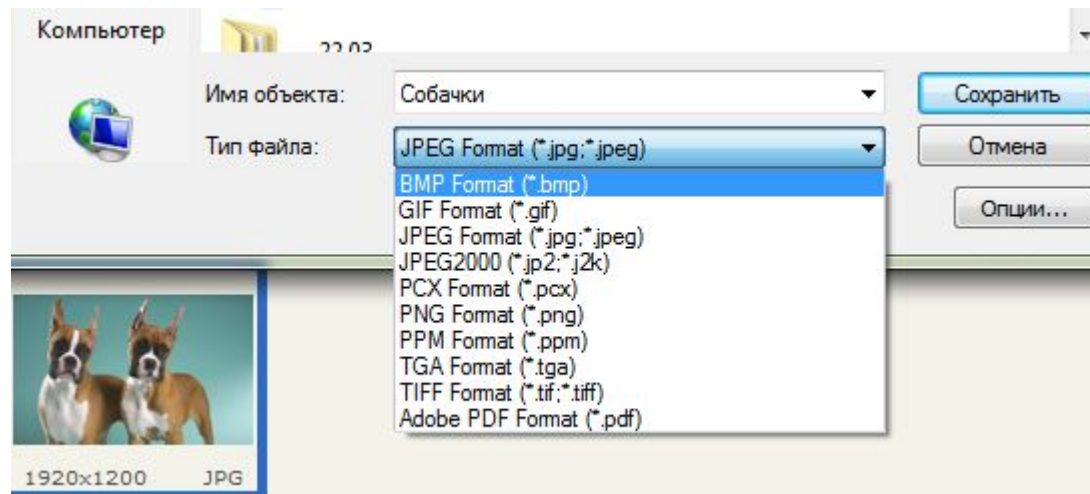 Компьютер
22.03
Имя объекта:
Собачки
Сохранить
Тип файла:
JPEG Format (*.jpg;*.jpeg)
Отмена
BMP Format (*.bmp)
GIF Format (*.gif)
Опции...
JPEG Format (*.jpg;*.jpeg)
JPEG2000 (*.jp2;*.j2k)
PCX Format (*.pcx)
PNG Format (*.png)
PPM Format (*.ppm)
TGA Format (*.tga)
TIFF Format (*.tif;*.tiff)
Adobe PDF Format (*.pdf)
1920x1200 JPG